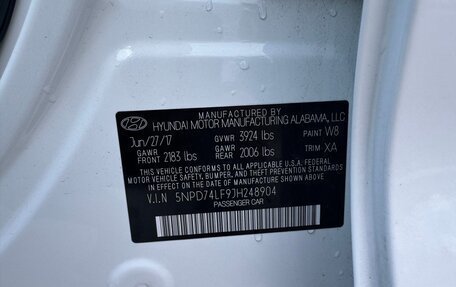 MANUFACTURED BY
HYUNDAI MOTOR MANUFACTURING ALABAMA, LLC
Jun/27/17 GVWR 3924 lbs PAINT W8
GAWR FRONT 2183 lbs GAWR REAR 2006 lbs TRIM XA
THIS VEHICLE CONFORMS TO ALL APPLICABLE U.S. FEDERAL
MOTOR VEHICLE SAFETY, BUMPER, AND THEFT PREVENTION
STANDARDS IN EFFECT ON THE DATE OF MANUFACTURE
SHOWN ABOVE.
V.I.N 5NPD74LF9JH248904
PASSENGER CAR